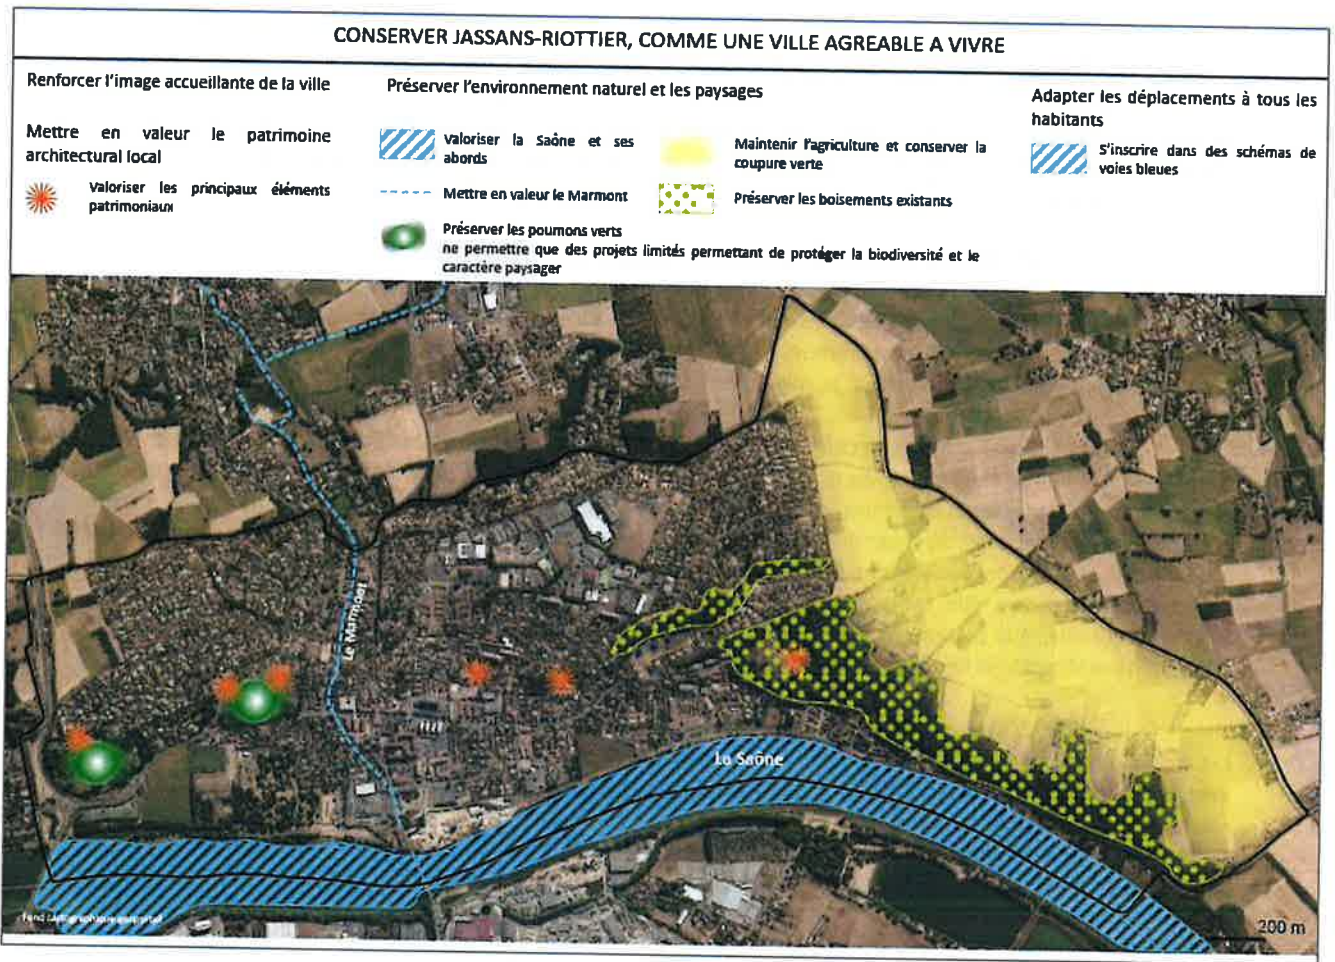 CONSERVER JASSANS-RIOTTIER, COMME UNE VILLE AGREABLE A VIVRE
Renforcer l'image accueillante de la ville
Mettre en valeur le patrimoine
architectural local
Valoriser les principaux éléments
patrimoniaux
Préserver l'environnement naturel et les paysages
Valoriser la Saône et ses
abords
Mettre en valeur le Marmont
Préserver les poumons verts
ne permettre que des projets limités permettant de protéger la biodiversité et le
caractère paysager
Maintenir l'agriculture et conserver la
coupure verte
Préserver les boisements existants
Adapter les déplacements à tous les
habitants
S'inscrire dans des schémas de
voies bleues
N
Le Marmont
La Saône
Fond cartographique
200 m